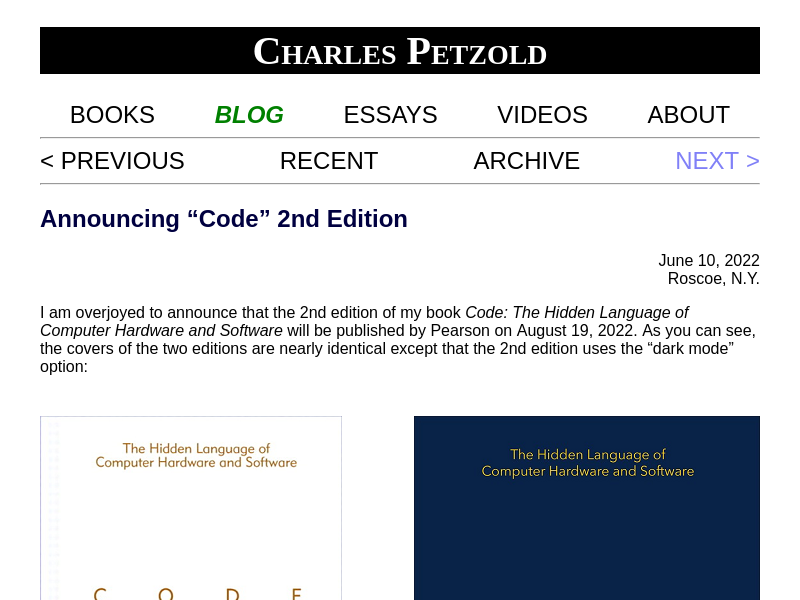 Charles Petzold
BOOKS BLOG ESSAYS VIDEOS ABOUT
< PREVIOUS RECENT ARCHIVE NEXT >
Announcing “Code” 2nd Edition
June 10, 2022
Roscoe, N.Y.
I am overjoyed to announce that the 2nd edition of my book Code: The Hidden Language of
Computer Hardware and Software will be published by Pearson on August 19, 2022. As you can see,
the covers of the two editions are nearly identical except that the 2nd edition uses the “dark mode”
option:
The Hidden Language of
Computer Hardware and Software
C O D E
The Hidden Language of
Computer Hardware and Software